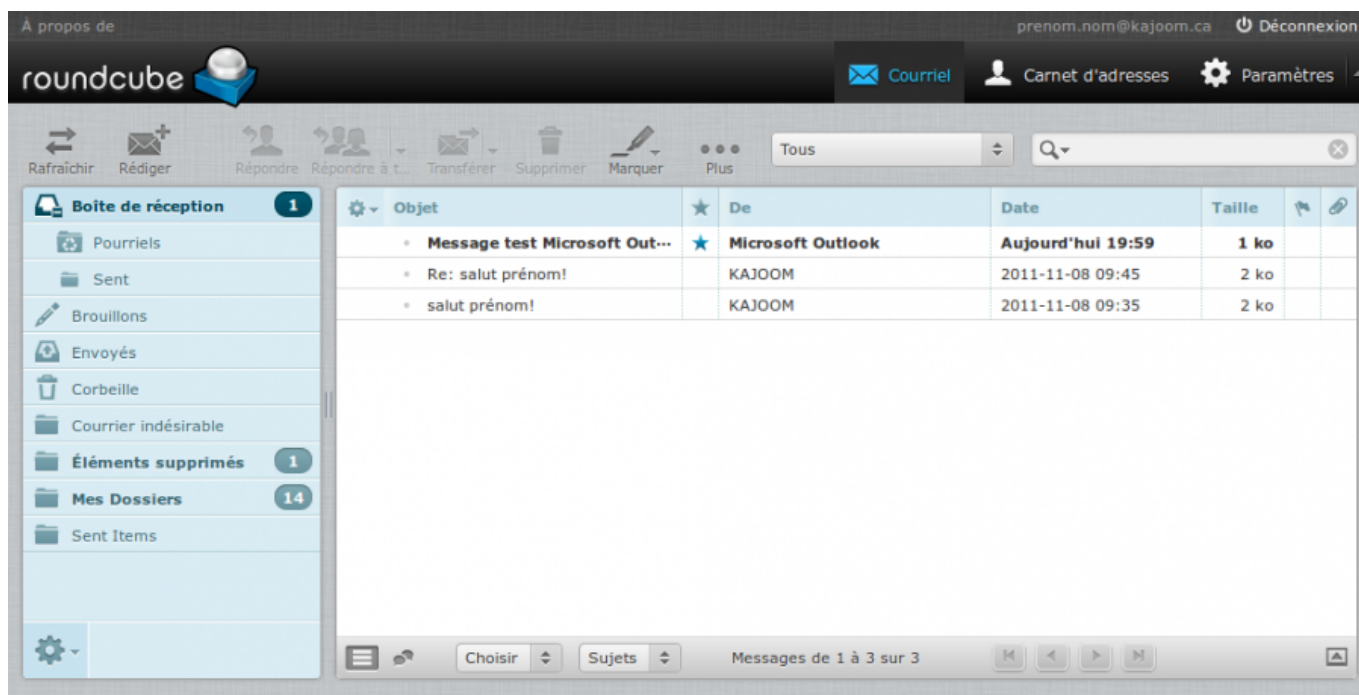 À propos de prenom.nom@kajoom.ca Déconnexion
roundcube Courriel Carnet d'adresses Paramètres
Rafraîchir Rédiger Répondre Répondre à t... Transférer Supprimer Marquer Plus Tous
Boîte de réception 1
Pourriels
Sent
Brouillons
Envoyés
Corbeille
Courrier indésirable
Éléments supprimés 1
Mes Dossiers 14
Sent Items
Objet De Date Taille
Message test Microsoft Out... Microsoft Outlook Aujourd'hui 19:59 1 ko
Re: salut prénom! KAJOOM 2011-11-08 09:45 2 ko
salut prénom! KAJOOM 2011-11-08 09:35 2 ko
Choisir Sujets Messages de 1 à 3 sur 3